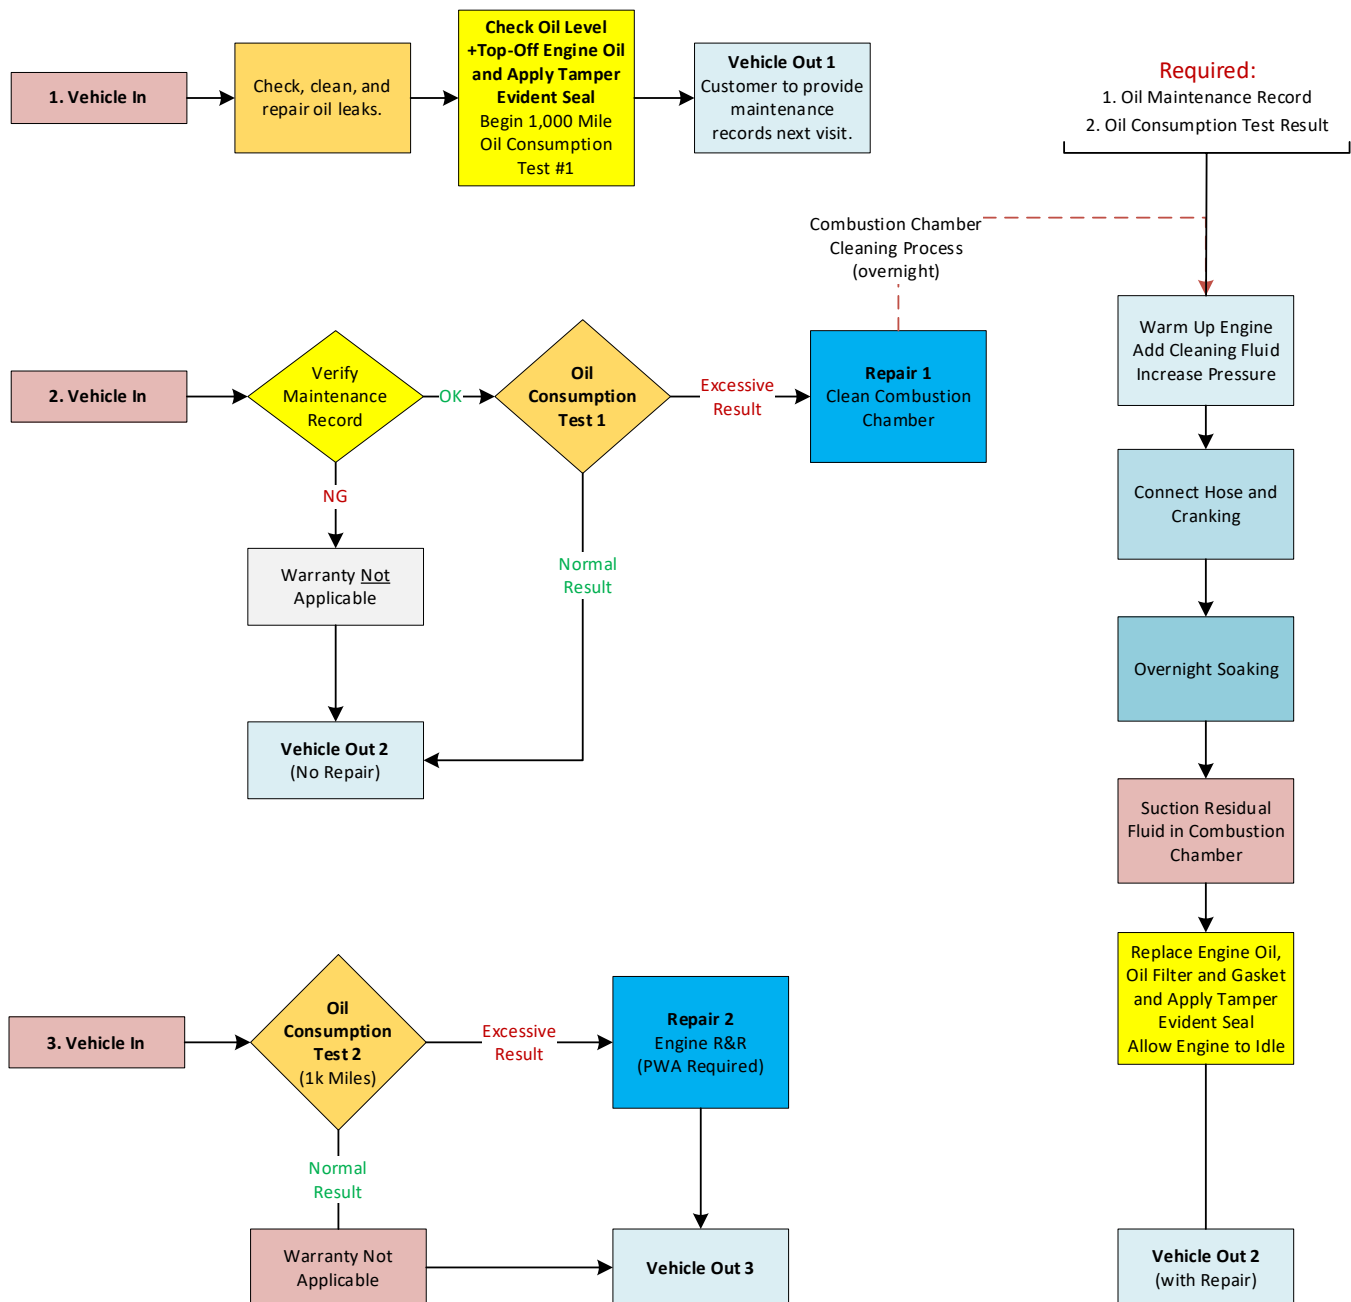 1. Vehicle In
Check, clean, and
repair oil leaks.
Check Oil Level
+Top-Off Engine Oil
and Apply Tamper
Evident Seal
Begin 1,000 Mile
Oil Consumption
Test #1
Vehicle Out 1
Customer to provide
maintenance
records next visit.
Required:
1. Oil Maintenance Record
2. Oil Consumption Test Result
Combustion Chamber
Cleaning Process
(overnight)
2. Vehicle In
Verify
Maintenance
Record
OK
Oil
Consumption
Test 1
Excessive
Result
Repair 1
Clean Combustion
Chamber
NG
Warranty Not
Applicable
Normal
Result
Vehicle Out 2
(No Repair)
Warm Up Engine
Add Cleaning Fluid
Increase Pressure
Connect Hose and
Cranking
Overnight Soaking
Suction Residual
Fluid in Combustion
Chamber
Replace Engine Oil,
Oil Filter and Gasket
and Apply Tamper
Evident Seal
Allow Engine to Idle
Vehicle Out 2
(with Repair)
3. Vehicle In
Oil
Consumption
Test 2
(1k Miles)
Excessive
Result
Repair 2
Engine R&R
(PWA Required)
Normal
Result
Warranty Not
Applicable
Vehicle Out 3